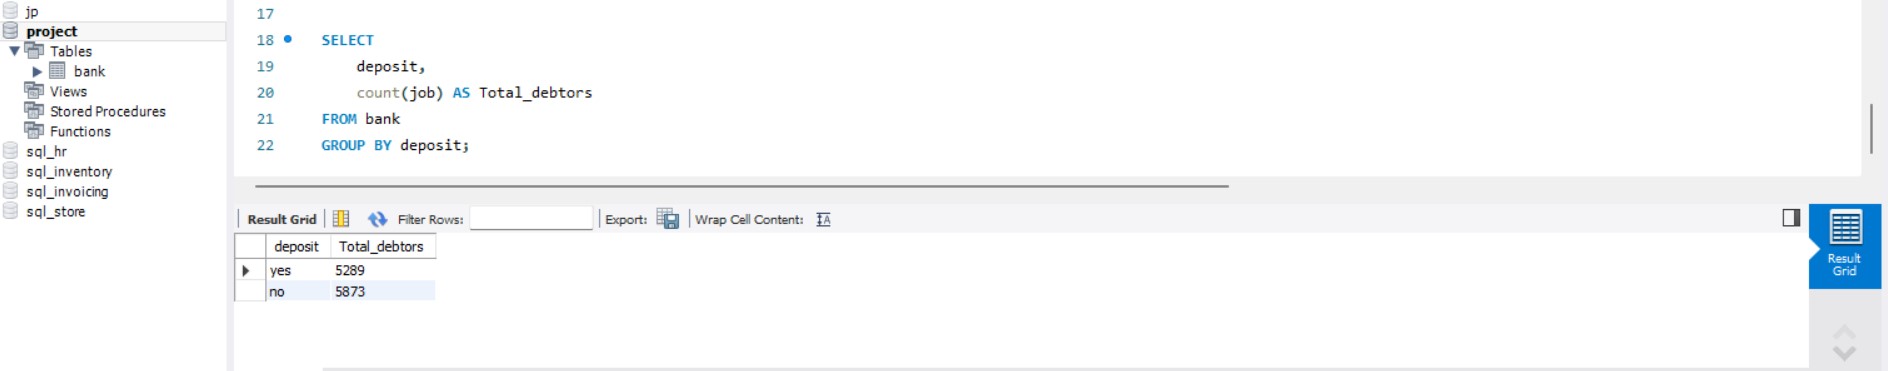 jp
project
Tables
bank
Views
Stored Procedures
Functions
sql_hr
sql_inventory
sql_invoicing
sql_store
17
18 SELECT
19 deposit,
20 count(job) AS Total_debtors
21 FROM bank
22 GROUP BY deposit;
Result Grid Filter Rows: Export: Wrap Cell Content: IA
deposit Total_debtors
yes 5289
no 5873
Result
Grid